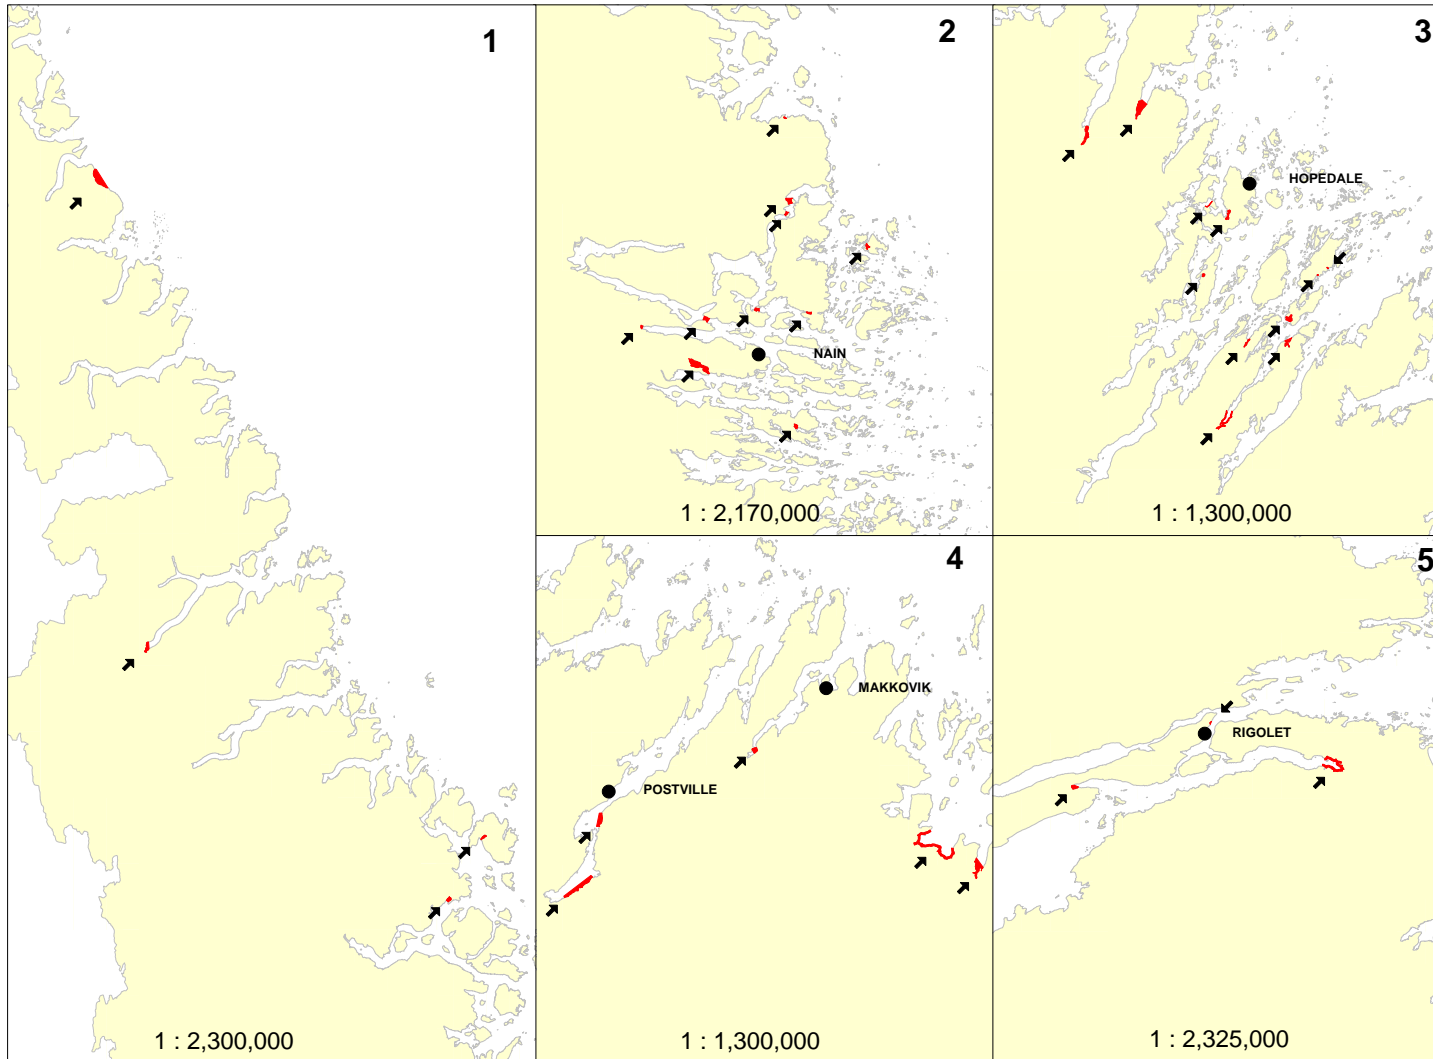 1
1 : 2,300,000
2
NAIN
1 : 2,170,000
3
HOPEDALE
1 : 1,300,000
4
MAKKOVIK
POSTVILLE
1 : 1,300,000
5
RIGOLET
1 : 2,325,000